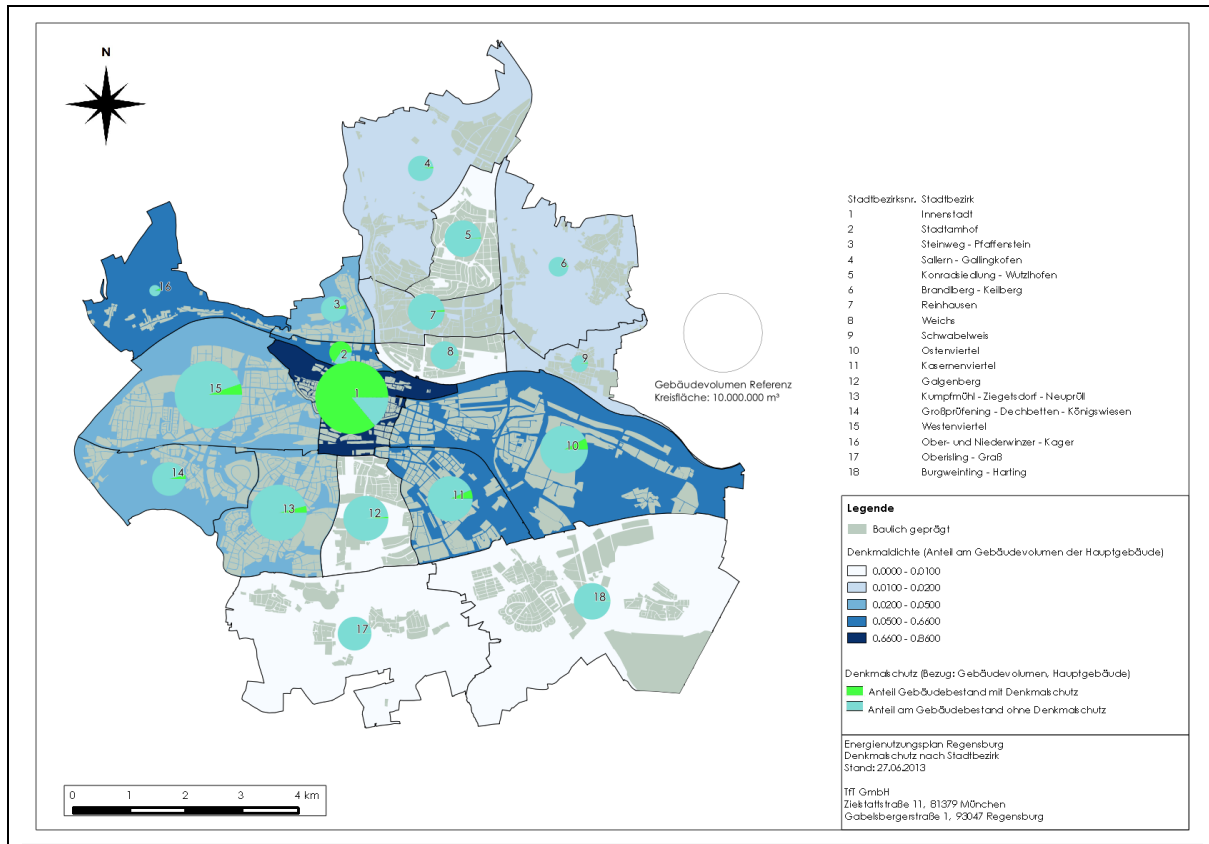 N
4
5
6
16
3
7
2
8
9
15
1
10
14
11
13
12
18
17
Stadtbezirksnr. Stadtbezirk
1 Innenstadt
2 Stadtamhof
3 Steinweg - Pfaffenstein
4 Sallern - Gallingkofen
5 Konradsiedlung - Wutzlhofen
6 Brandlberg - Keilberg
7 Reinhausen
8 Weichs
9 Schwabelweis
10 Ostenviertel
11 Kasernenviertel
12 Galgenberg
13 Kumpfmühl - Ziegetsdorf - Neuprüll
14 Großprüfening - Dechbetten - Königswiesen
15 Westenviertel
16 Ober- und Niederwinzer - Kager
17 Oberisling - Graß
18 Burgweinting - Harting
Gebäudevolumen Referenz
Kreisfläche: 10.000.000 m³
Legende
Baulich geprägt
Denkmaldichte (Anteil am Gebäudevolumen der Hauptgebäude)
0.0000 - 0.0100
0.0100 - 0.0200
0.0200 - 0.0500
0.0500 - 0.6600
0.6600 - 0.8600
Denkmalschutz (Bezug: Gebäudevolumen, Hauptgebäude)
Anteil Gebäudebestand mit Denkmalschutz
Anteil am Gebäudebestand ohne Denkmalschutz
Energienutzungsplan Regensburg
Denkmalschutz nach Stadtbezirk
Stand: 27.06.2013
TfT GmbH
Zielstattstraße 11, 81379 München
Gabelsbergerstraße 1, 93047 Regensburg
0 1 2 3 4 km